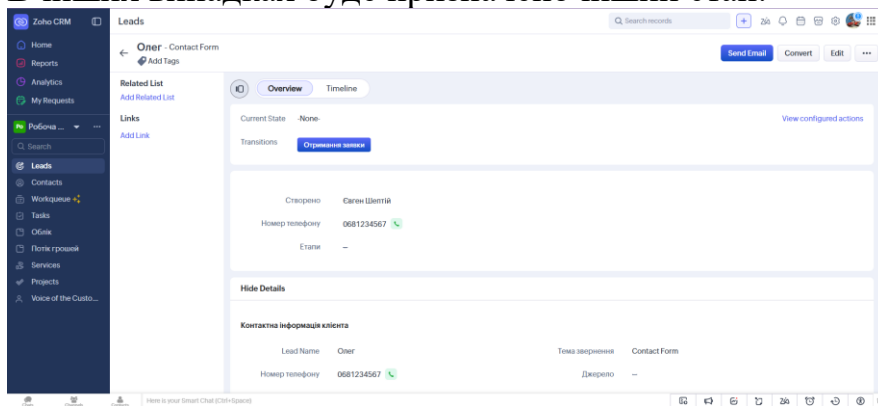 Zoho CRM
Leads
Search records
Home
Reports
Analytics
My Requests
Робоча ...
Search
Leads
Contacts
Workqueue
Tasks
Облік
Потік грошей
Services
Projects
Voice of the Custo...
Олег - Contact Form
Add Tags
Send Email
Convert
Edit
Related List
Add Related List
Links
Add Link
Overview
Timeline
Current State
-None-
View configured actions
Transitions
Отримання заявки
Створено
Євген Шептій
Номер телефону
0681234567
Етапи
—
Hide Details
Контактна інформація клієнта
Lead Name
Олег
Тема звернення
Contact Form
Номер телефону
0681234567
Джерело
—
Chats
Channels
Contacts
Here is your Smart Chat (Ctrl+Space)